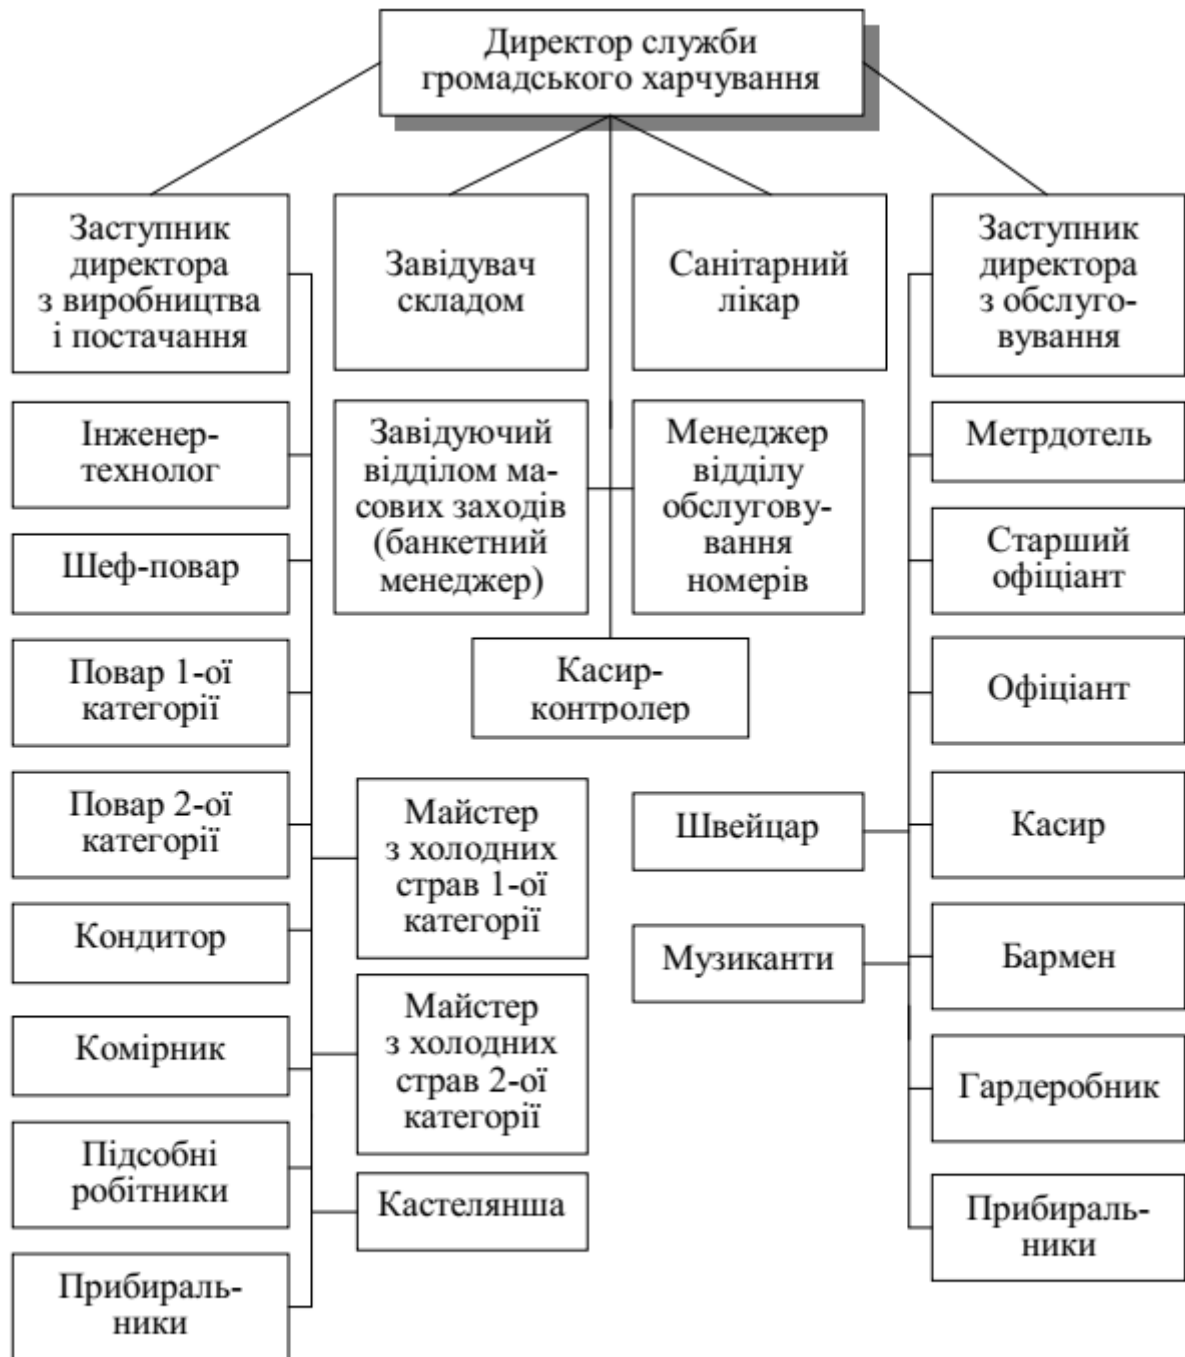 Директор служби
громадського харчування
Заступник
директора
з виробництва
і постачання
Завідувач
складом
Санітарний
лікар
Заступник
директора
з обслуго-
вування
Інженер-
технолог
Завідуючий
відділом ма-
сових заходів
(банкетний
менеджер)
Менеджер
відділу
обслугову-
вання
номерів
Метрдотель
Шеф-повар
Старший
офіціант
Повар 1-ої
категорії
Касир-
контролер
Офіціант
Повар 2-ої
категорії
Майстер
з холодних
страв 1-ої
категорії
Швейцар
Касир
Кондитор
Музиканти
Бармен
Комірник
Майстер
з холодних
страв 2-ої
категорії
Гардеробник
Підсобні
робітники
Кастелянша
Прибираль-
ники
Прибираль-
ники